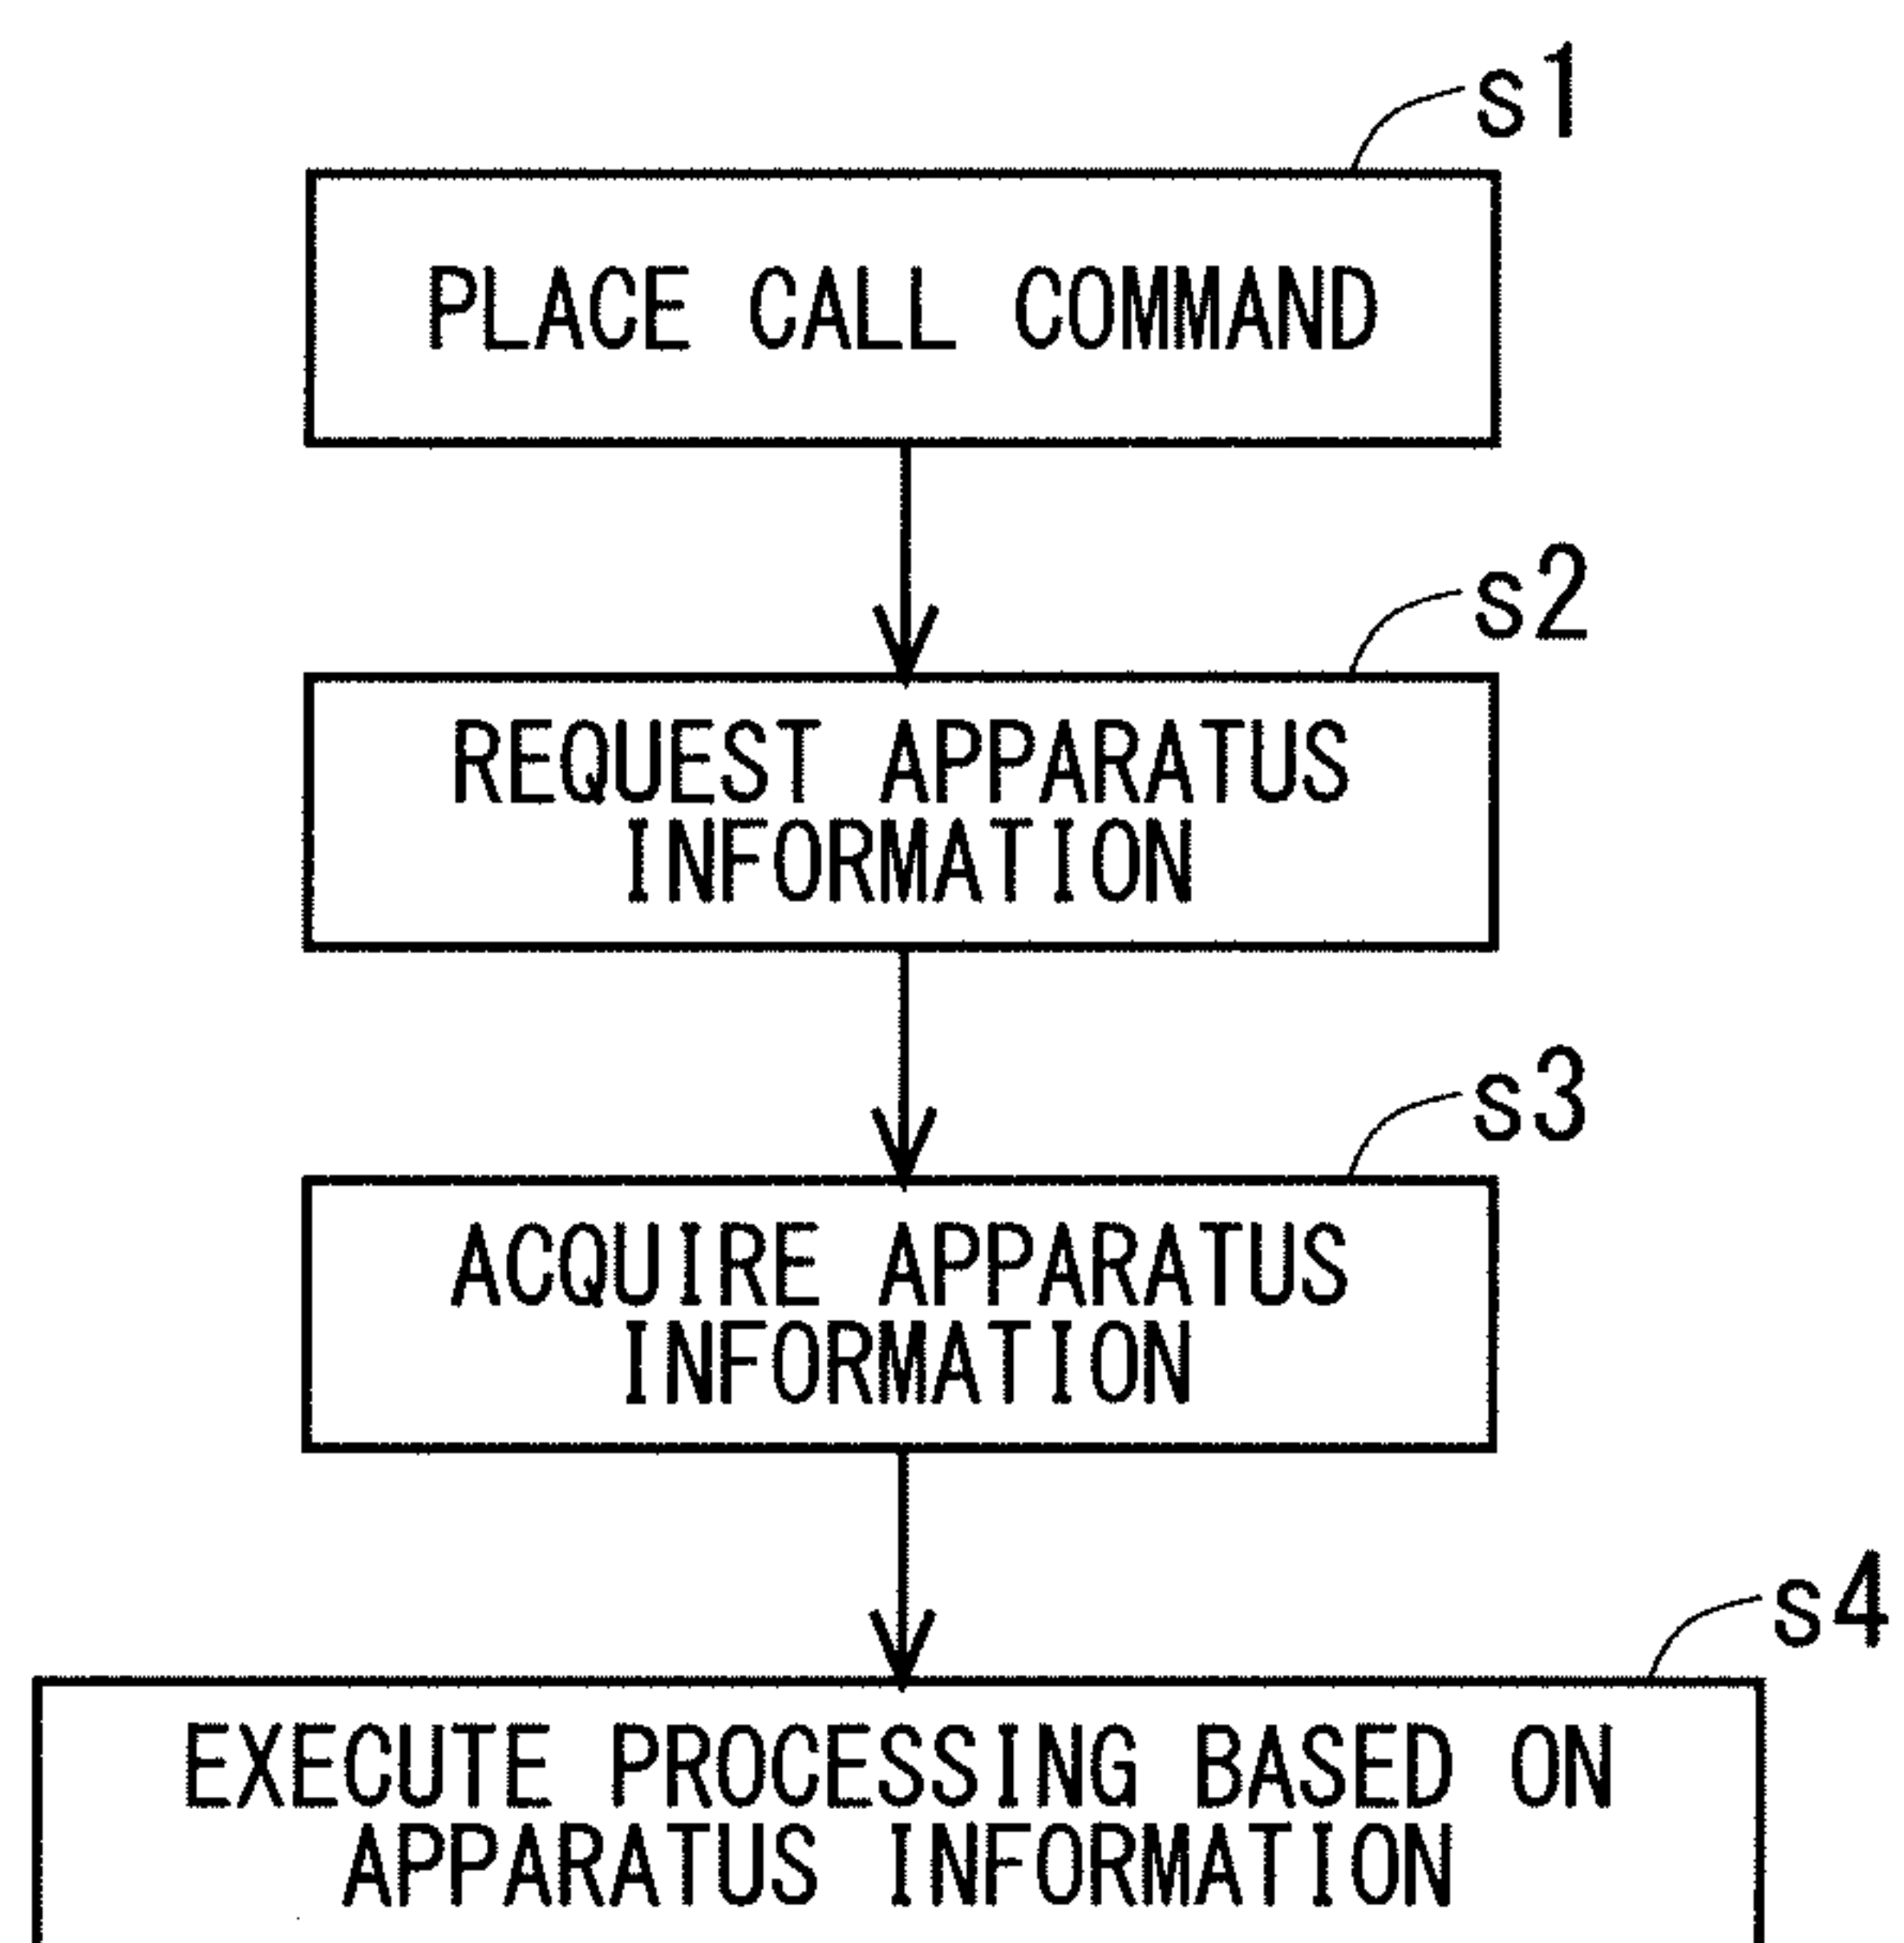 s1
PLACE CALL COMMAND
s2
REQUEST APPARATUS
INFORMATION
s3
ACQUIRE APPARATUS
INFORMATION
s4
EXECUTE PROCESSING BASED ON
APPARATUS INFORMATION